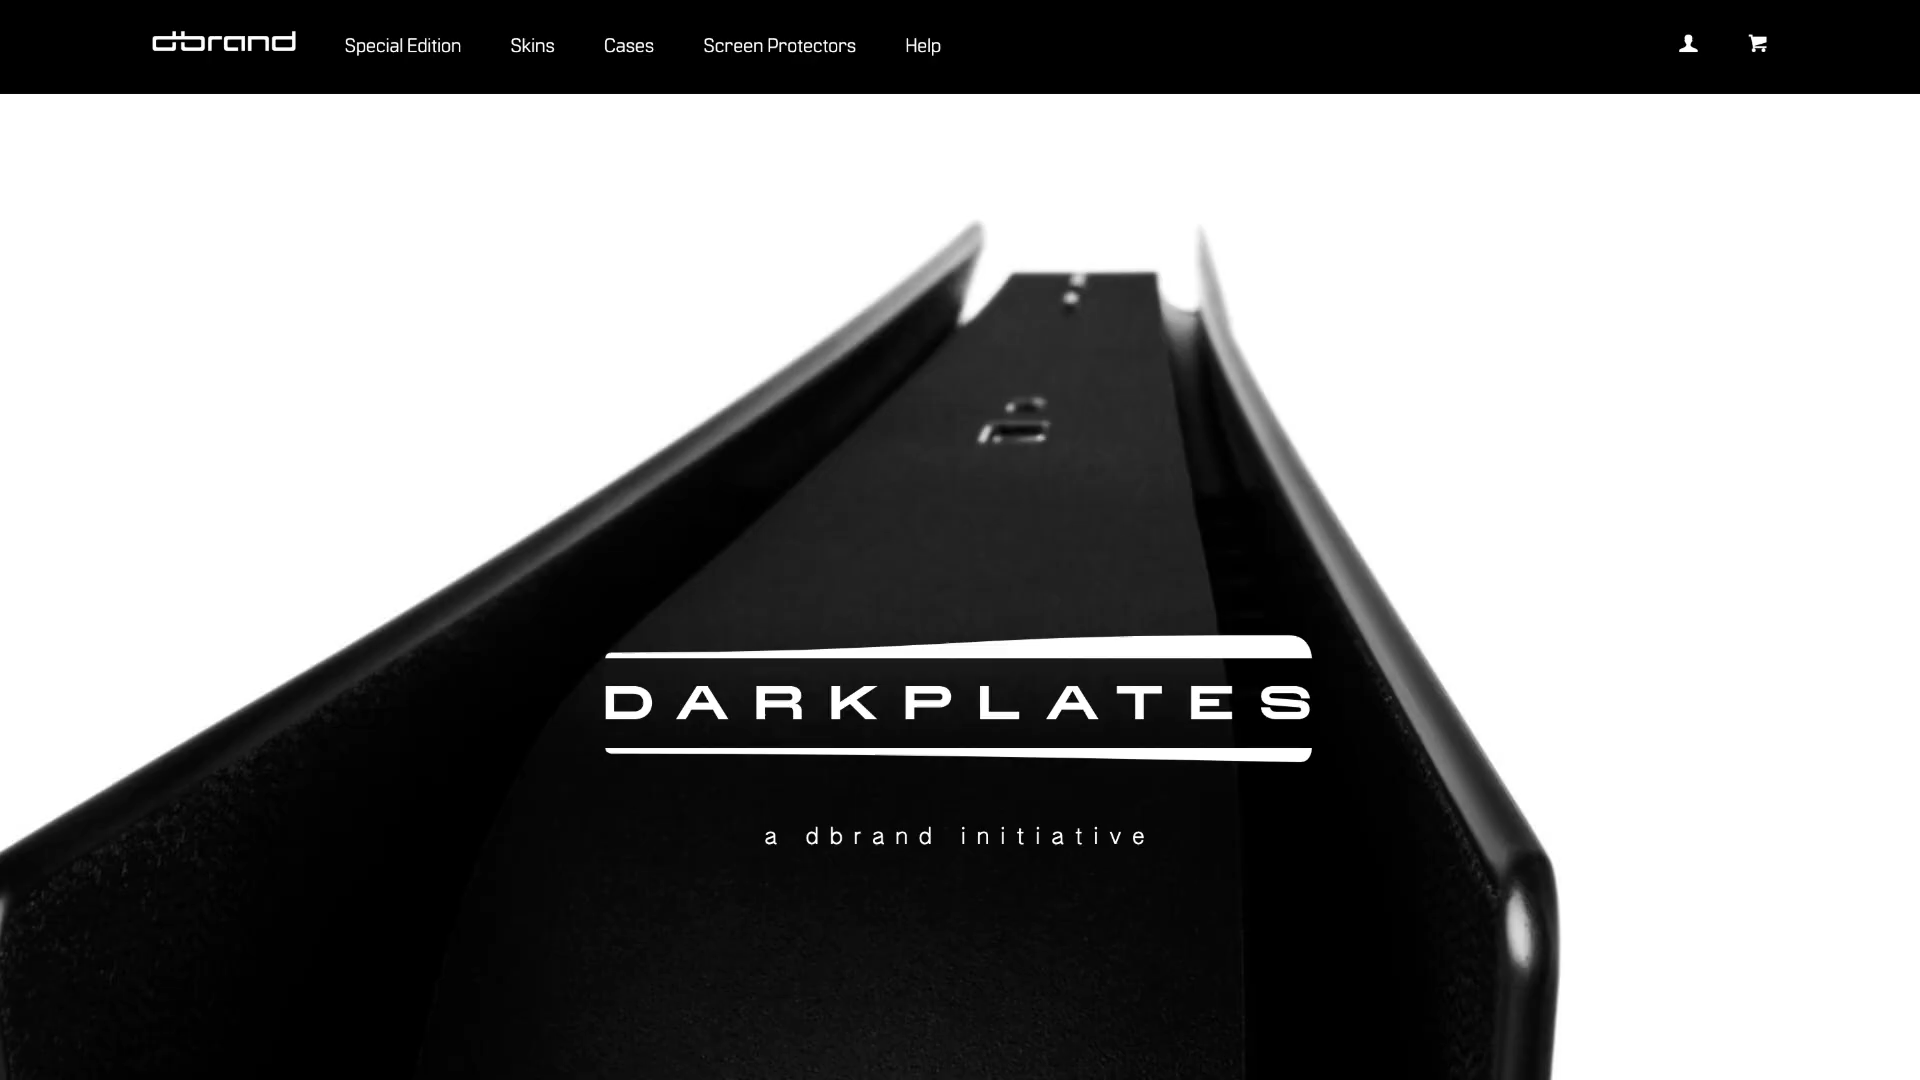 dbrand
Special Edition
Skins
Cases
Screen Protectors
Help
DARKPLATES
a dbrand initiative